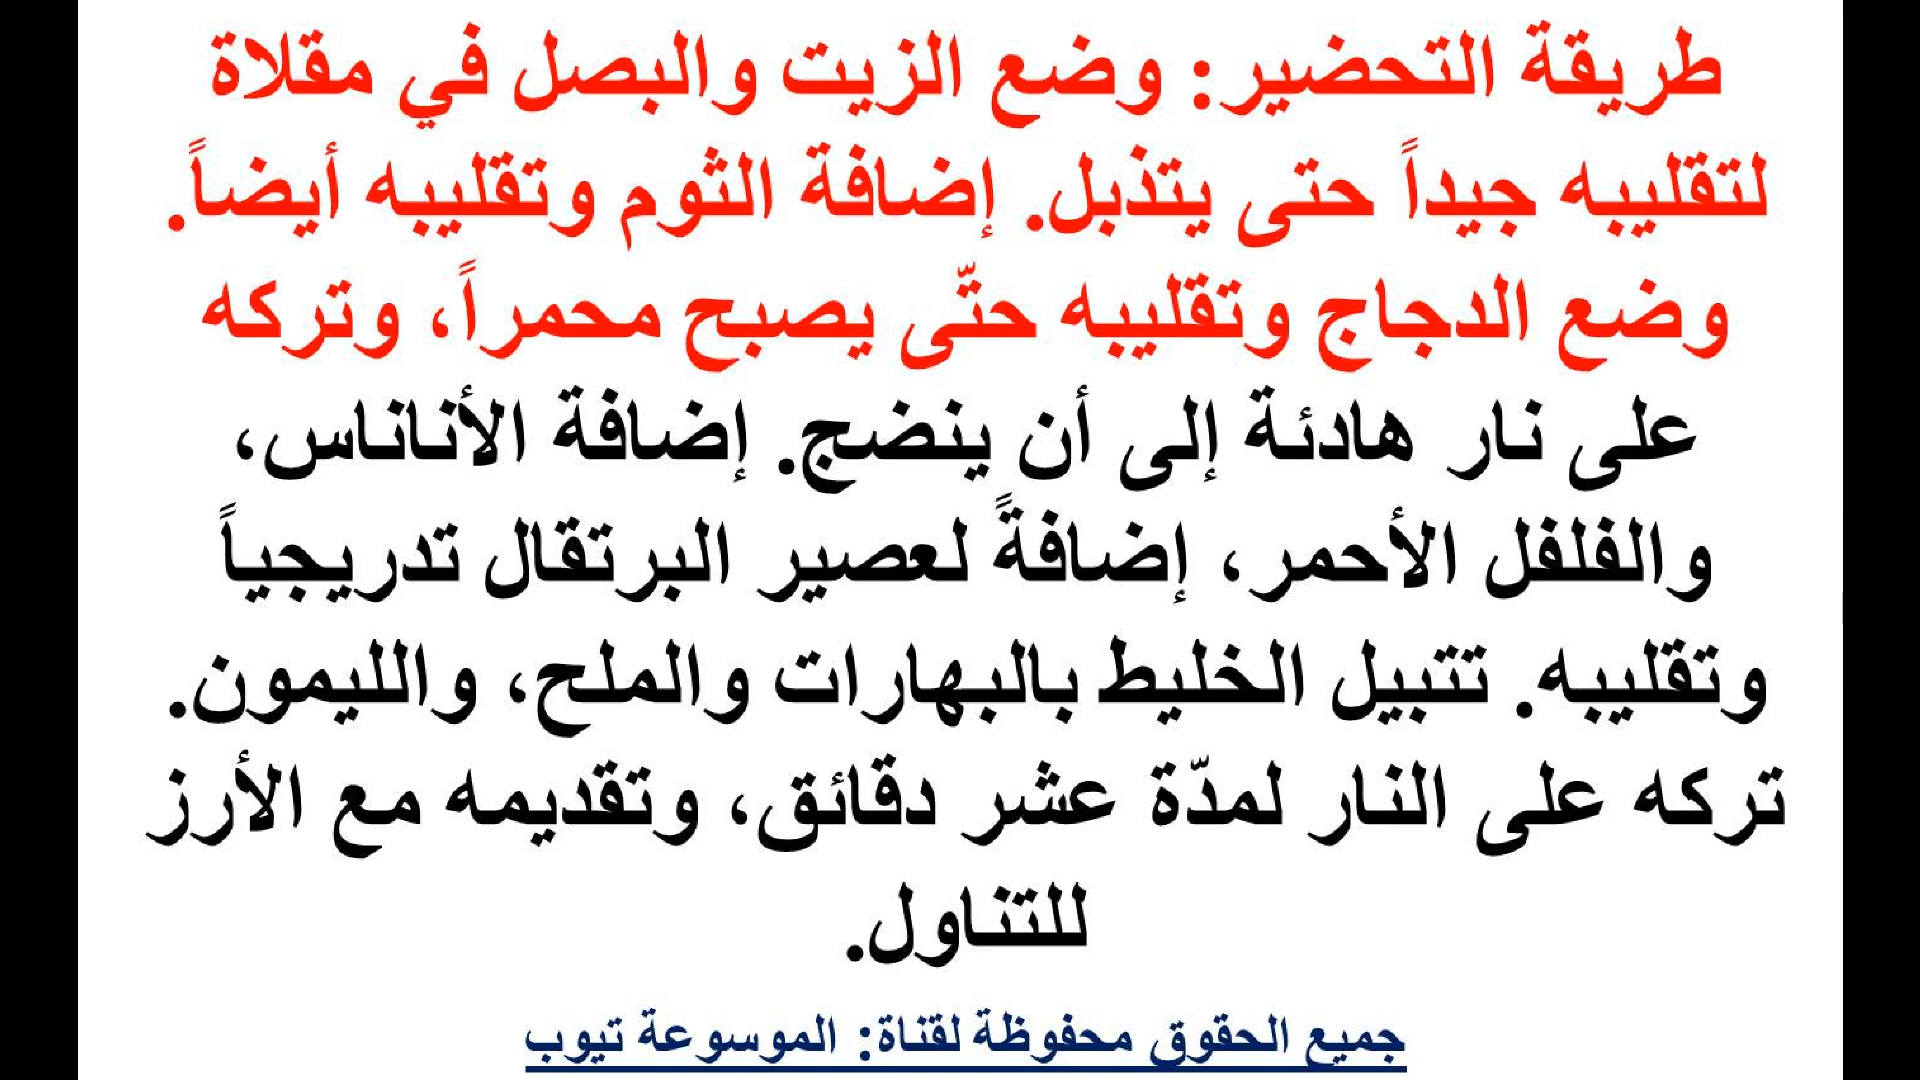 طريقة التحضير: وضع الزيت والبصل في مقلاة
لتقليبه جيداً حتى يتذبل. إضافة الثوم وتقليبه أيضاً.
وضع الدجاج وتقليبه حتّى يصبح محمراً، وتركه
على نار هادئة إلى أن ينضج. إضافة الأناناس،
والفلفل الأحمر، إضافةً لعصير البرتقال تدريجياً
وتقليبه. تتبيل الخليط بالبهارات والملح، والليمون.
تركه على النار لمدّة عشر دقائق، وتقديمه مع الأرز
للتناول.
جميع الحقوق محفوظة لقناة: الموسوعة تيوب